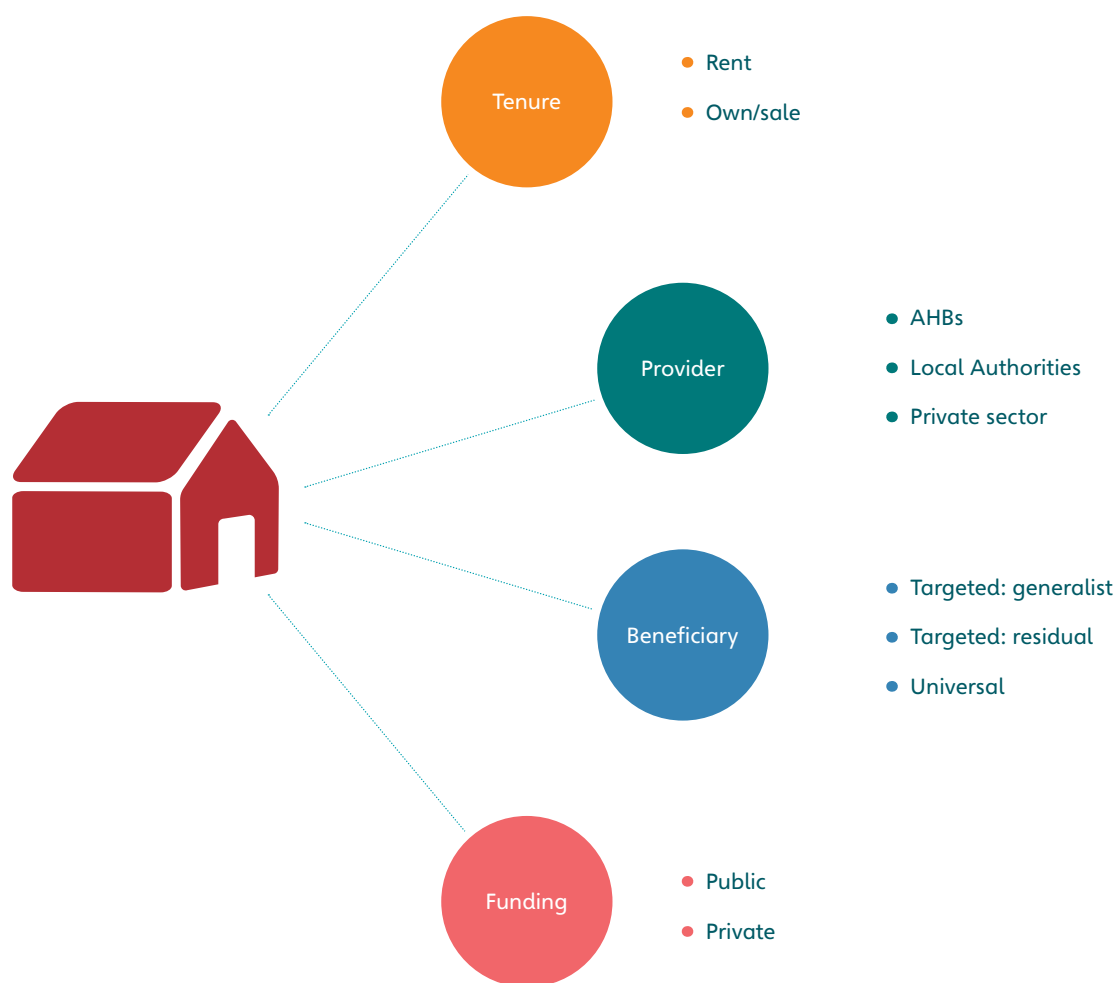 Tenure
Rent
Own/sale
Provider
AHBs
Local Authorities
Private sector
Beneficiary
Targeted: generalist
Targeted: residual
Universal
Funding
Public
Private